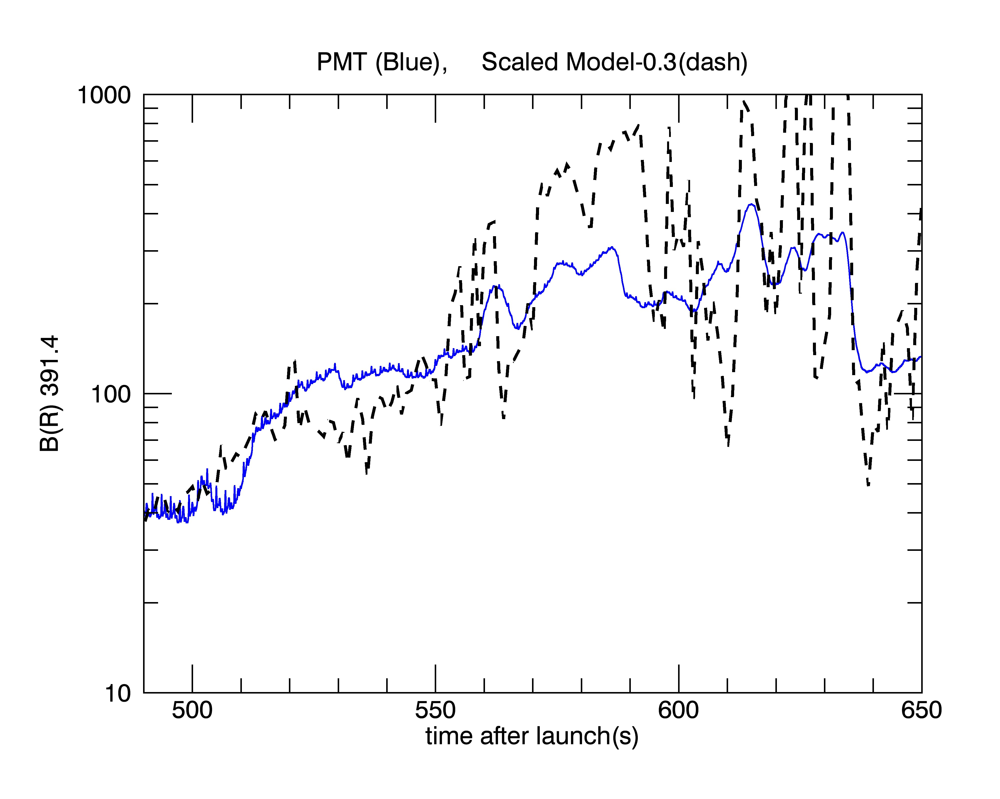 PMT (Blue),    Scaled Model-0.3(dash)
1000
100
10
B(R) 391.4
500 550 600 650
time after launch(s)